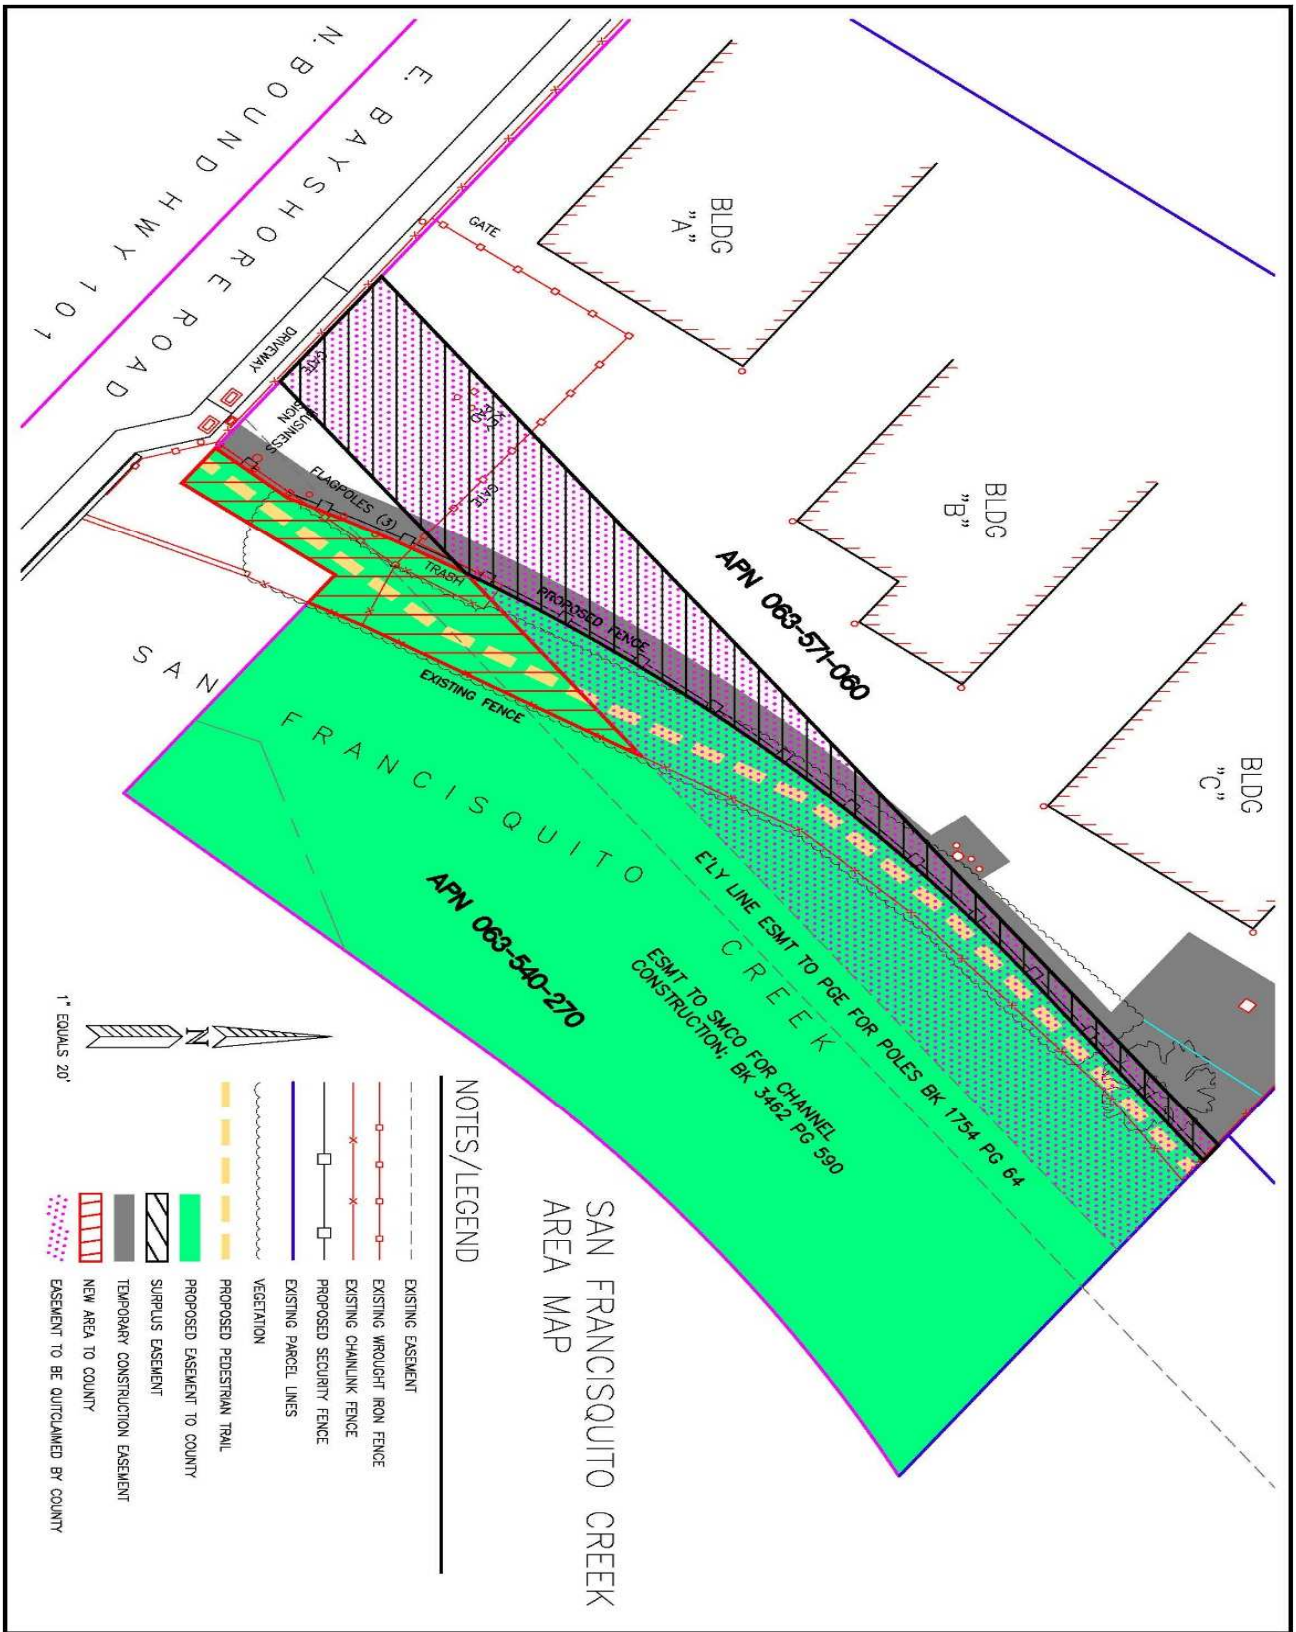 SAN FRANCISQUITO CREEK
AREA MAP
NOTES/LEGEND
EXISTING EASEMENT
EXISTING WROUGHT IRON FENCE
EXISTING CHAINLINK FENCE
PROPOSED SECURITY FENCE
EXISTING PARCEL LINES
VEGETATION
PROPOSED PEDESTRIAN TRAIL
PROPOSED EASEMENT TO COUNTY
SURPLUS EASEMENT
TEMPORARY CONSTRUCTION EASEMENT
NEW AREA TO COUNTY
EASEMENT TO BE QUITCLAIMED BY COUNTY
N
1" EQUALS 20'
BLDG
"A"
BLDG
"B"
BLDG
"C"
APN 063-571-060
APN 063-540-270
E'LY LINE ESMT TO PGE FOR POLES BK 1754 PG 64
ESMT TO SMCO FOR CHANNEL
CONSTRUCTION; BK 3462 PG 590
SAN FRANCISQUITO CREEK
PROPOSED FENCE
EXISTING FENCE
TRASH
FLAGPOLES (3)
BUSINESS
SIGN
GATE
GATE
GATE
DRIVEWAY
E. BAYSHORE ROAD
N. BOUND HWY 101